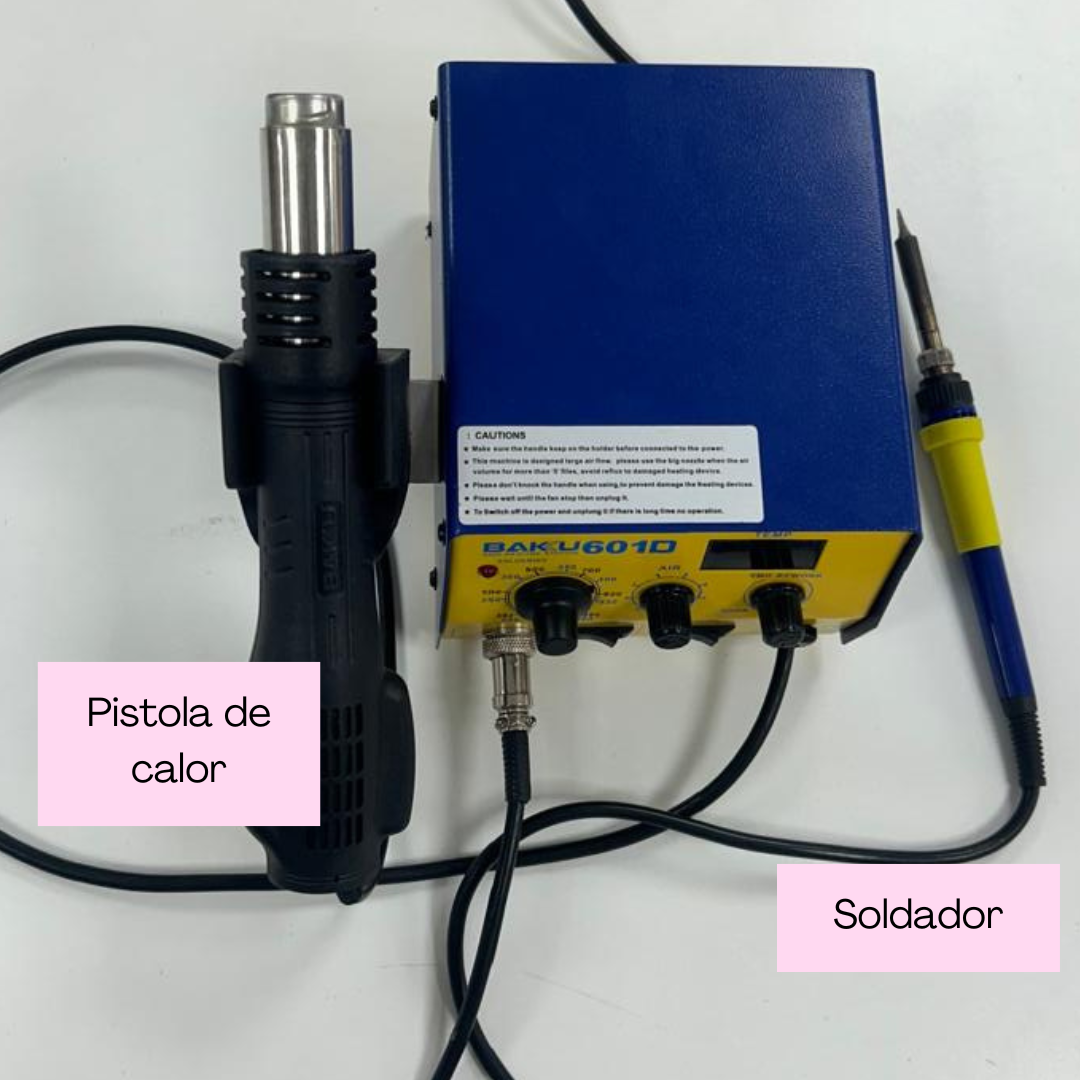 : CAUTIONS
★ Make sure the handle keep on the holder before connected to the power.
★ This machine is designed large air flow, please use the big nozzle when the air
volume for more than '5' files, avoid reflux to damaged heating device.
★ Please don't knock the handle when using,to prevent damage the heating devices.
★ Please wait until the fan stop then unplug it.
★ To Switch off the power and unplung it if there is long time no operation.
BAKU 601D
TEMP
AIR
BAKU
Pistola de
calor
Soldador